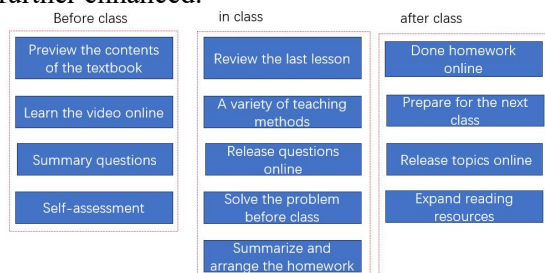 further enhanced.
Before class
in class
after class
Preview the contents
of the textbook
Learn the video online
Summary questions
Self-assessment
Review the last lesson
A variety of teaching
methods
Release questions
online
Solve the problem
before class
Summarize and
arrange the homework
Done homework
online
Prepare for the next
class
Release topics online
Expand reading
resources